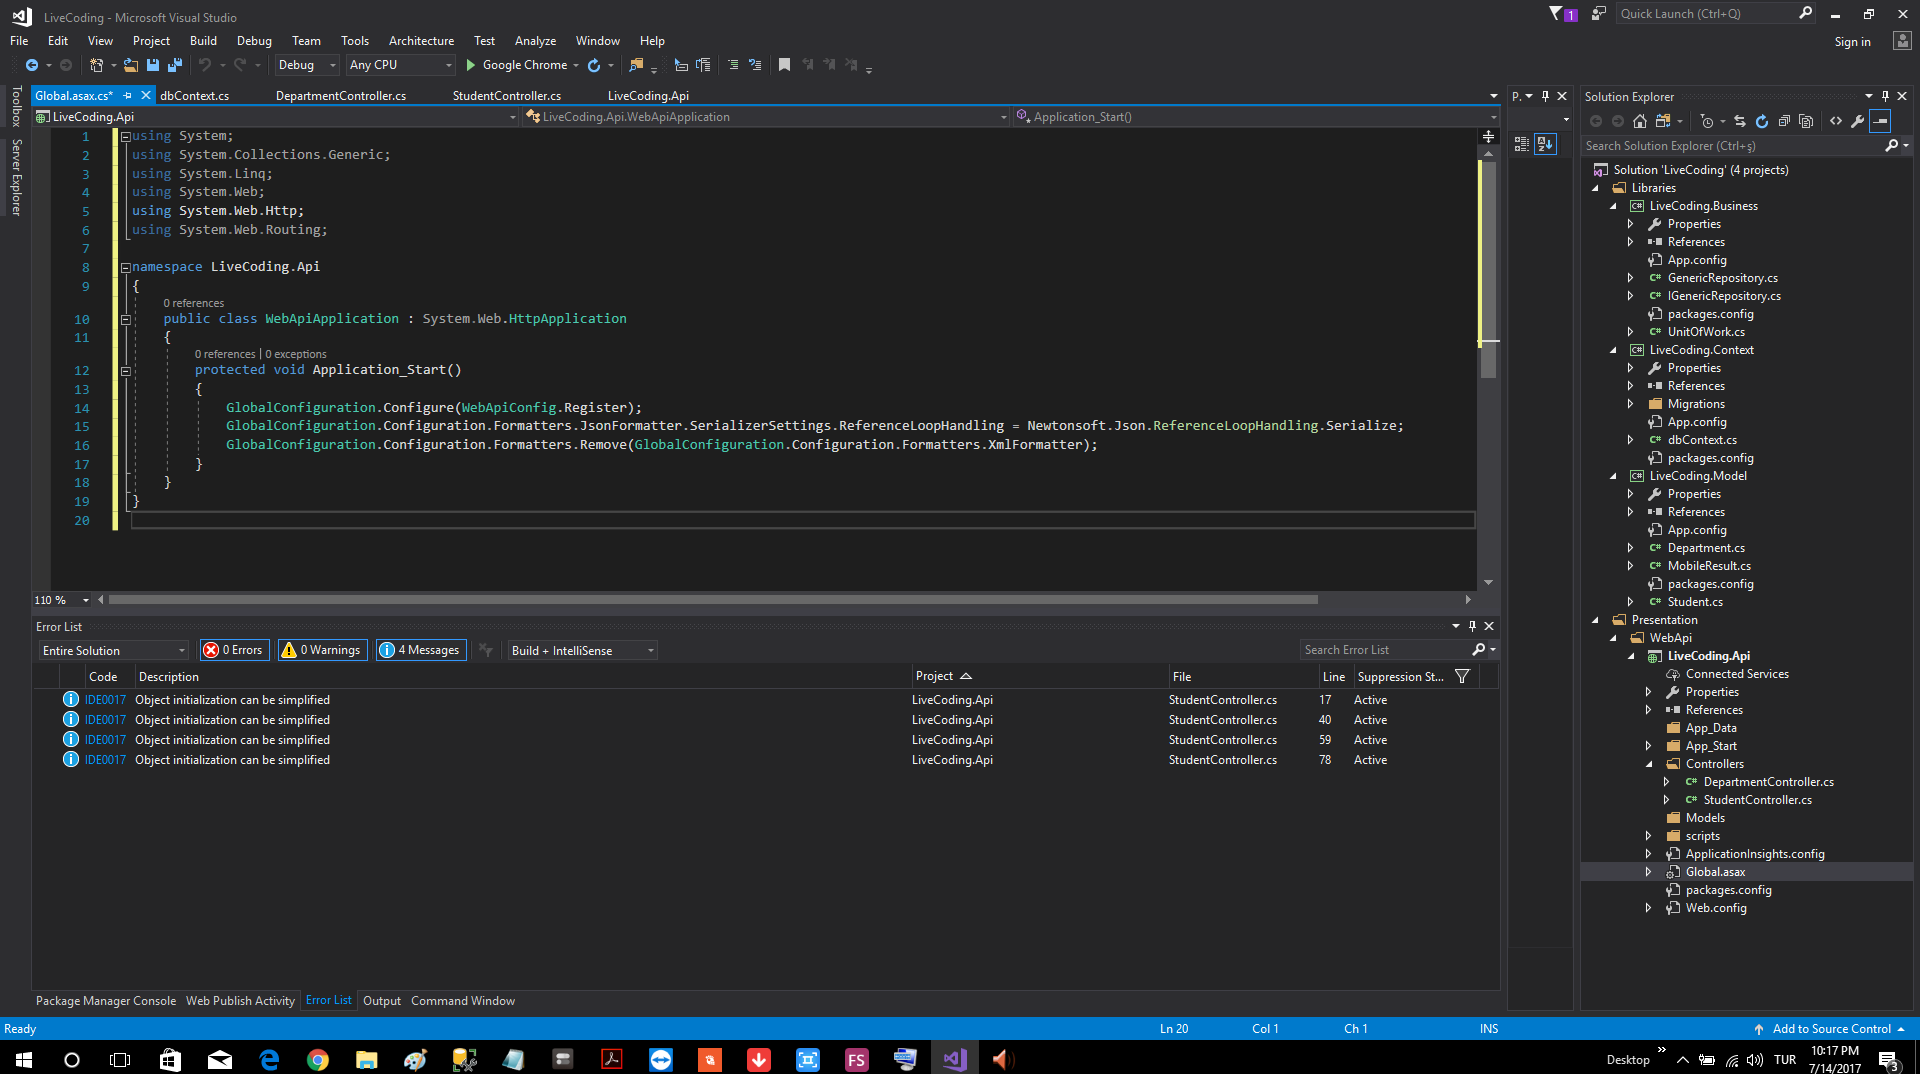 LiveCoding - Microsoft Visual Studio
1
Quick Launch (Ctrl+Q)
File Edit View Project Build Debug Team Tools Architecture Test Analyze Window Help
Sign in
Debug Any CPU Google Chrome
Toolbox
Server Explorer
Global.asax.cs* dbContext.cs DepartmentController.cs StudentController.cs LiveCoding.Api
LiveCoding.Api LiveCoding.Api.WebApiApplication Application_Start()
1 using System;
2 using System.Collections.Generic;
3 using System.Linq;
4 using System.Web;
5 using System.Web.Http;
6 using System.Web.Routing;
7
8 namespace LiveCoding.Api
9 {
0 references
10 public class WebApiApplication : System.Web.HttpApplication
11 {
0 references | 0 exceptions
12 protected void Application_Start()
13 {
14 GlobalConfiguration.Configure(WebApiConfig.Register);
15 GlobalConfiguration.Configuration.Formatters.JsonFormatter.SerializerSettings.ReferenceLoopHandling = Newtonsoft.Json.ReferenceLoopHandling.Serialize;
16 GlobalConfiguration.Configuration.Formatters.Remove(GlobalConfiguration.Configuration.Formatters.XmlFormatter);
17 }
18 }
19 }
20
110 %
Error List
Entire Solution 0 Errors 0 Warnings 4 Messages Build + IntelliSense Search Error List
Code Description Project File Line Suppression St...
IDE0017 Object initialization can be simplified LiveCoding.Api StudentController.cs 17 Active
IDE0017 Object initialization can be simplified LiveCoding.Api StudentController.cs 40 Active
IDE0017 Object initialization can be simplified LiveCoding.Api StudentController.cs 59 Active
IDE0017 Object initialization can be simplified LiveCoding.Api StudentController.cs 78 Active
Package Manager Console Web Publish Activity Error List Output Command Window
P.
Solution Explorer
Search Solution Explorer (Ctrl+ş)
Solution 'LiveCoding' (4 projects)
Libraries
LiveCoding.Business
Properties
References
App.config
GenericRepository.cs
IGenericRepository.cs
packages.config
UnitOfWork.cs
LiveCoding.Context
Properties
References
Migrations
App.config
dbContext.cs
packages.config
LiveCoding.Model
Properties
References
App.config
Department.cs
MobileResult.cs
packages.config
Student.cs
Presentation
WebApi
LiveCoding.Api
Connected Services
Properties
References
App_Data
App_Start
Controllers
DepartmentController.cs
StudentController.cs
Models
scripts
ApplicationInsights.config
Global.asax
packages.config
Web.config
Ready Ln 20 Col 1 Ch 1 INS Add to Source Control
FS
Desktop TUR 10:17 PM
7/14/2017
3